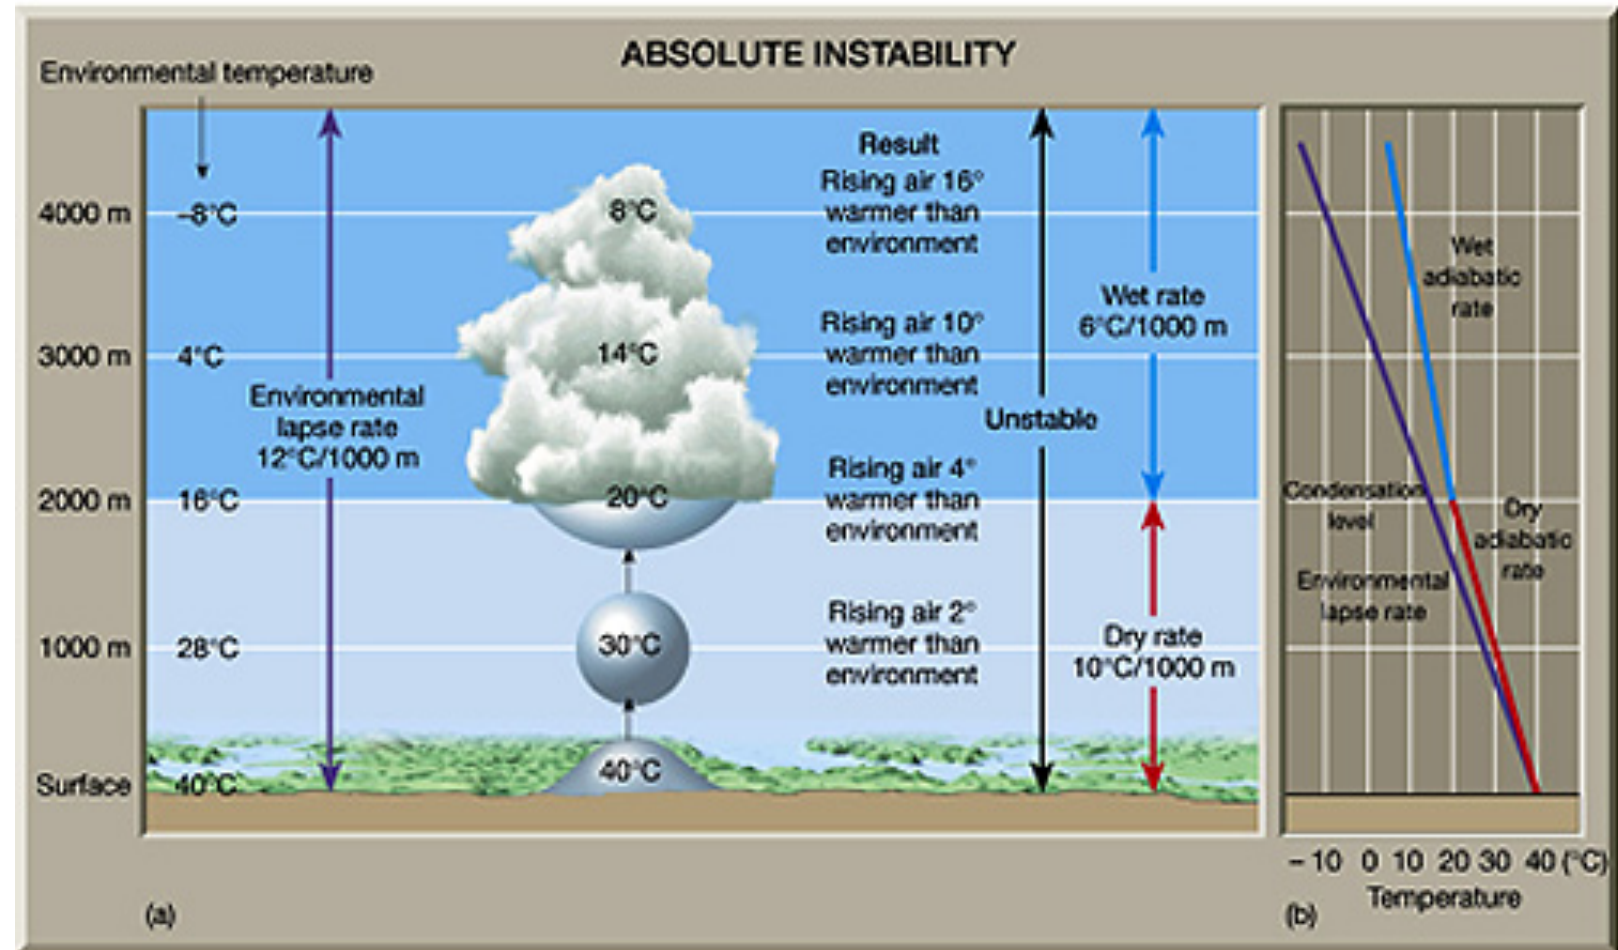 ABSOLUTE INSTABILITY
Environmental temperature
4000 m
3000 m
2000 m
1000 m
Surface
–8°C
4°C
16°C
28°C
40°C
Environmental
lapse rate
12°C/1000 m
8°C
14°C
20°C
30°C
40°C
Result
Rising air 16°
warmer than
environment
Rising air 10°
warmer than
environment
Rising air 4°
warmer than
environment
Rising air 2°
warmer than
environment
Unstable
Wet rate
6°C/1000 m
Dry rate
10°C/1000 m
(a)
Wet
adiabatic
rate
Condensation
level
Dry
adiabatic
rate
Environmental
lapse rate
– 10 0 10 20 30 40 (°C)
Temperature
(b)